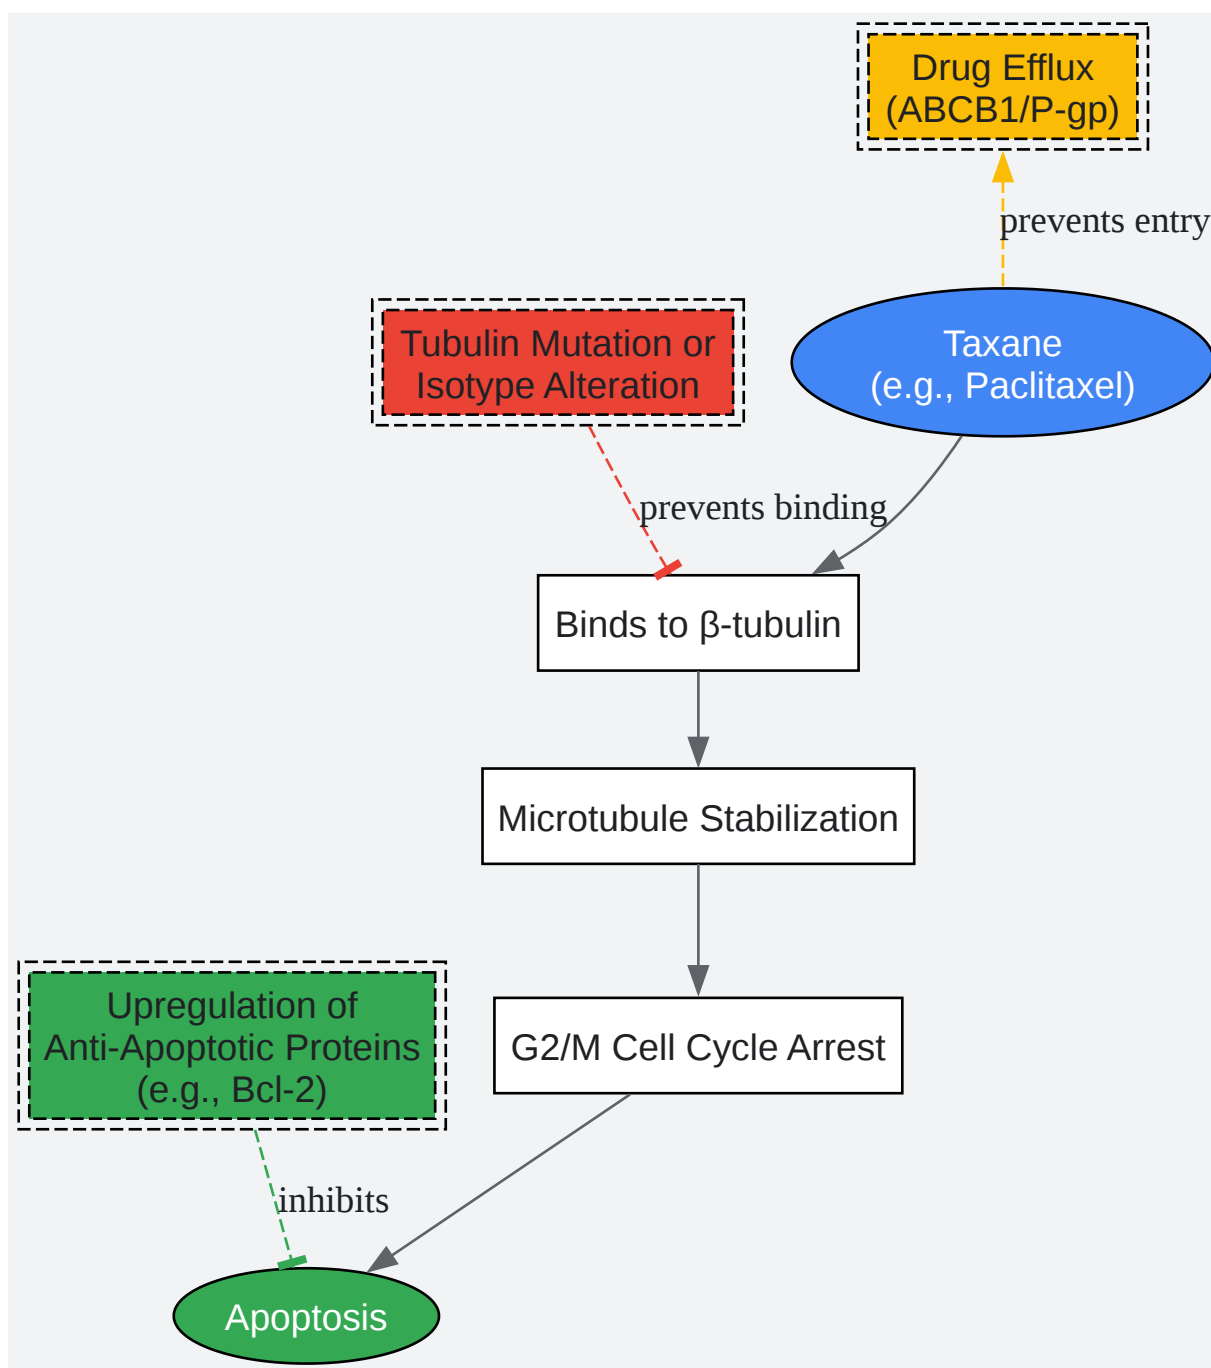 Drug Efflux
(ABCB1/P-gp)
prevents entry
Tubulin Mutation or
Isotype Alteration
Taxane
(e.g., Paclitaxel)
prevents binding
Binds to β-tubulin
Microtubule Stabilization
Upregulation of
Anti-Apoptotic Proteins
(e.g., Bcl-2)
G2/M Cell Cycle Arrest
inhibits
Apoptosis